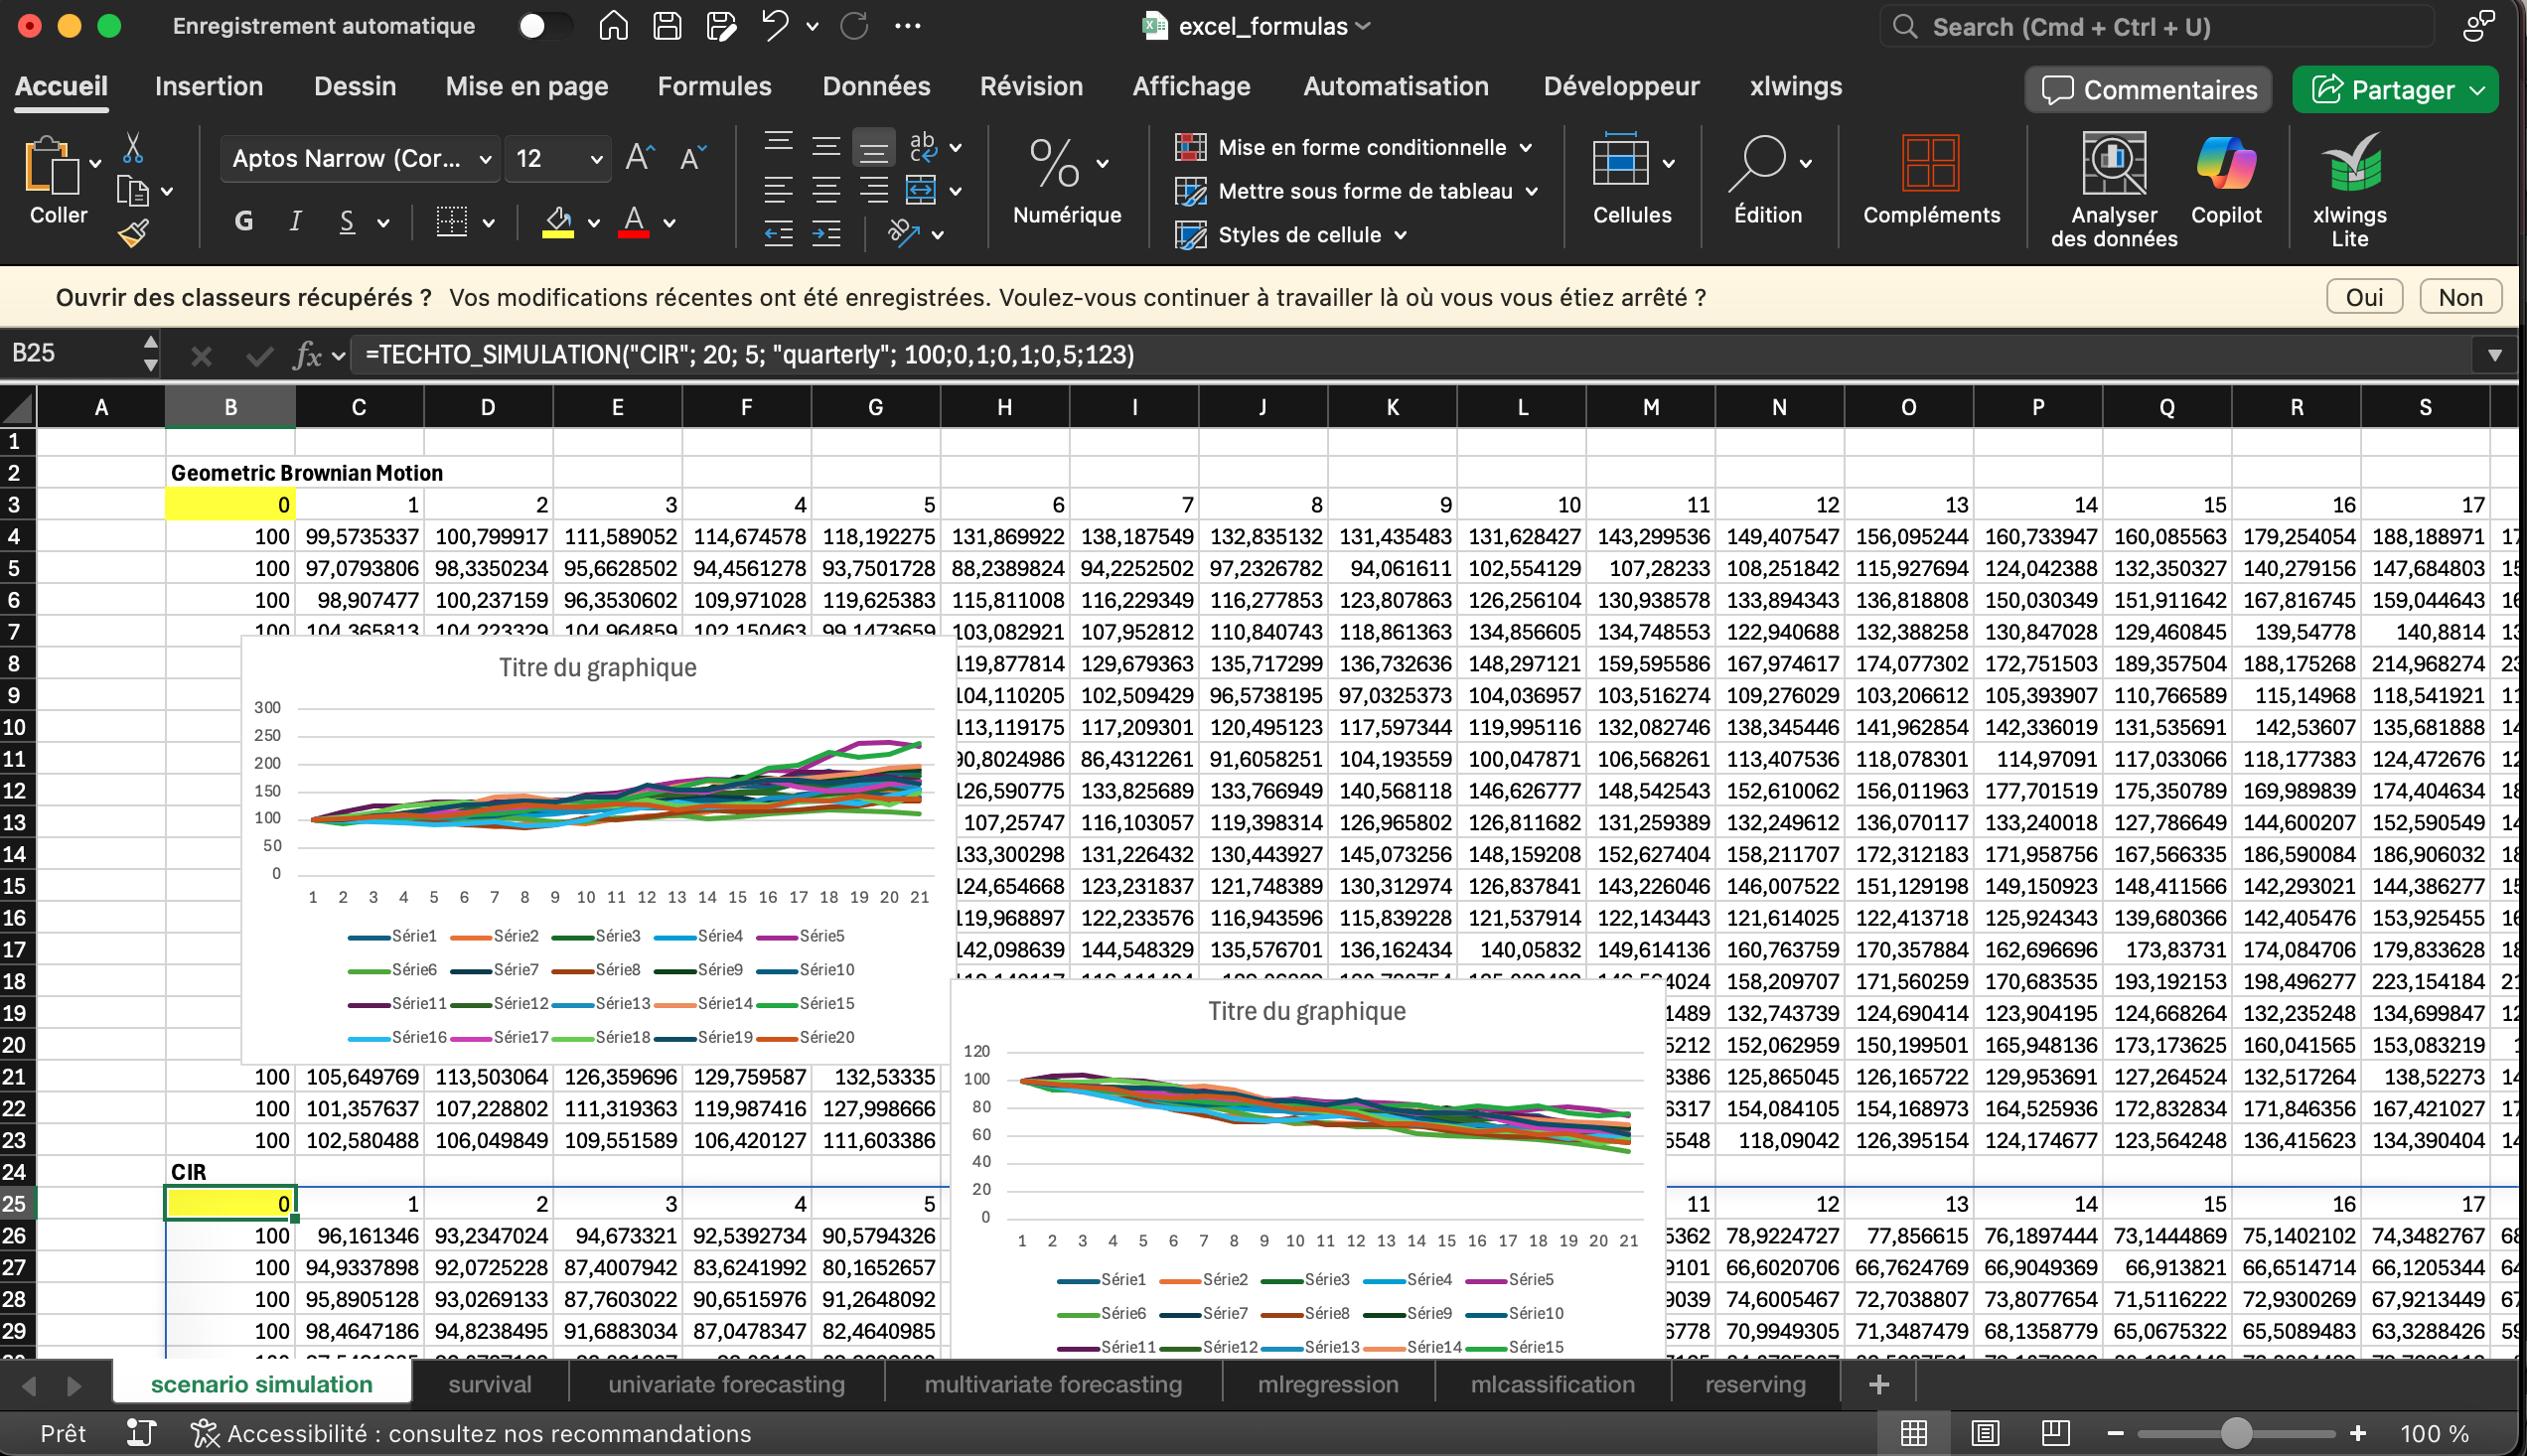 Enregistrement automatique
excel_formulas
Search (Cmd + Ctrl + U)
Accueil Insertion Dessin Mise en page Formules Données Révision Affichage Automatisation Développeur xlwings Commentaires Partager
Coller
Aptos Narrow (Cor... 12
G I S
Numérique
Mise en forme conditionnelle
Mettre sous forme de tableau
Styles de cellule
Cellules
Édition
Compléments
Analyser des données
Copilot
xlwings Lite
Ouvrir des classeurs récupérés ? Vos modifications récentes ont été enregistrées. Voulez-vous continuer à travailler là où vous vous étiez arrêté ? Oui Non
B25 fx =TECHTO_SIMULATION("CIR"; 20; 5; "quarterly"; 100;0,1;0,1;0,5;123)
A B C D E F G H I J K L M N O P Q R S
1
2 Geometric Brownian Motion
3 0 1 2 3 4 5 6 7 8 9 10 11 12 13 14 15 16 17
4 100 99,5735337 100,799917 111,589052 114,674578 118,192275 131,869922 138,187549 132,835132 131,435483 131,628427 143,299536 149,407547 156,095244 160,733947 160,085563 179,254054 188,188971
5 100 97,0793806 98,3350234 95,6628502 94,4561278 93,7501728 88,2389824 94,2252502 97,2326782 94,061611 102,554129 107,28233 108,251842 115,927694 124,042388 132,350327 140,279156 147,684803
6 100 98,907477 100,237159 96,3530602 109,971028 119,625383 115,811008 116,229349 116,277853 123,807863 126,256104 130,938578 133,894343 136,818808 150,030349 151,911642 167,816745 159,044643
7 100 104,365813 104,223329 104,964859 102,150463 99,1473659 103,082921 107,952812 110,840743 118,861363 134,856605 134,748553 122,940688 132,388258 130,847028 129,460845 139,54778 140,8814
8 119,877814 129,679363 135,717299 136,732636 148,297121 159,595586 167,974617 174,077302 172,751503 189,357504 188,175268 214,968274
9 104,110205 102,509429 96,5738195 97,0325373 104,036957 103,516274 109,276029 103,206612 105,393907 110,766589 115,14968 118,541921
10 113,119175 117,209301 120,495123 117,597344 119,995116 132,082746 138,345446 141,962854 142,336019 131,535691 142,53607 135,681888
11 90,8024986 86,4312261 91,6058251 104,193559 100,047871 106,568261 113,407536 118,078301 114,97091 117,033066 118,177383 124,472676
12 126,590775 133,825689 133,766949 140,568118 146,626777 148,542543 152,610062 156,011963 177,701519 175,350789 169,989839 174,404634
13 107,25747 116,103057 119,398314 126,965802 126,811682 131,259389 132,249612 136,070117 133,240018 127,786649 144,600207 152,590549
14 133,300298 131,226432 130,443927 145,073256 148,159208 152,627404 158,211707 172,312183 171,958756 167,566335 186,590084 186,906032
15 124,654668 123,231837 121,748389 130,312974 126,837841 143,226046 146,007522 151,129198 149,150923 148,411566 142,293021 144,386277
16 119,968897 122,233576 116,943596 115,839228 121,537914 122,143443 121,614025 122,413718 125,924343 139,680366 142,405476 153,925455
17 142,098639 144,548329 135,576701 136,162434 140,05832 149,614136 160,763759 170,357884 162,696696 173,83731 174,084706 179,833628
18 4024 158,209707 171,560259 170,683535 193,192153 198,496277 223,154184
19 1489 132,743739 124,690414 123,904195 124,668264 132,235248 134,699847
20 5212 152,062959 150,199501 165,948136 173,173625 160,041565 153,083219
21 100 105,649769 113,503064 126,359696 129,759587 132,53335 3386 125,865045 126,165722 129,953691 127,264524 132,517264 138,52273
22 100 101,357637 107,228802 111,319363 119,987416 127,998666 6317 154,084105 154,168973 164,525936 172,832834 171,846356 167,421027
23 100 102,580488 106,049849 109,551589 106,420127 111,603386 5548 118,09042 126,395154 124,174677 123,564248 136,415623 134,390404
24 CIR
25 0 1 2 3 4 5 11 12 13 14 15 16 17
26 100 96,161346 93,2347024 94,673321 92,5392734 90,5794326 5362 78,9224727 77,856615 76,1897444 73,1444869 75,1402102 74,3482767
27 100 94,9337898 92,0725228 87,4007942 83,6241992 80,1652657 9101 66,6020706 66,7624769 66,9049369 66,913821 66,6514714 66,1205344
28 100 95,8905128 93,0269133 87,7603022 90,6515976 91,2648092 9039 74,6005467 72,7038807 73,8077654 71,5116222 72,9300269 67,9213449
29 100 98,4647186 94,8238495 91,6883034 87,0478347 82,4640985 6778 70,9949305 71,3487479 68,1358779 65,0675322 65,5089483 63,3288426
Titre du graphique
300
250
200
150
100
50
0
1 2 3 4 5 6 7 8 9 10 11 12 13 14 15 16 17 18 19 20 21
Série1 Série2 Série3 Série4 Série5
Série6 Série7 Série8 Série9 Série10
Série11 Série12 Série13 Série14 Série15
Série16 Série17 Série18 Série19 Série20
Titre du graphique
120
100
80
60
40
20
0
1 2 3 4 5 6 7 8 9 10 11 12 13 14 15 16 17 18 19 20 21
Série1 Série2 Série3 Série4 Série5
Série6 Série7 Série8 Série9 Série10
Série11 Série12 Série13 Série14 Série15
scenario simulation survival univariate forecasting multivariate forecasting mlregression mlcassification reserving
Prêt Accessibilité : consultez nos recommandations 100 %